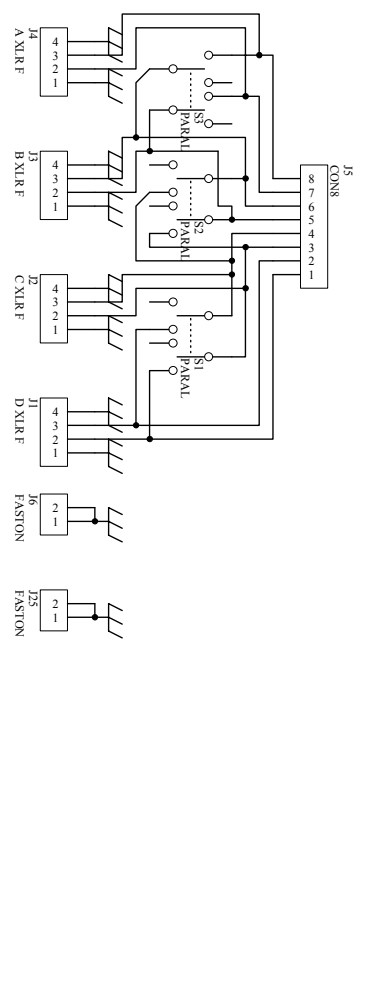 J4
A XLR F
4
3
2
1
J3
B XLR F
4
3
2
1
J2
C XLR F
4
3
2
1
J1
D XLR F
4
3
2
1
J6
FASTON
2
1
J25
FASTON
2
1
S3
PARAL
S2
PARAL
S1
PARAL
J5
CON8
8
7
6
5
4
3
2
1